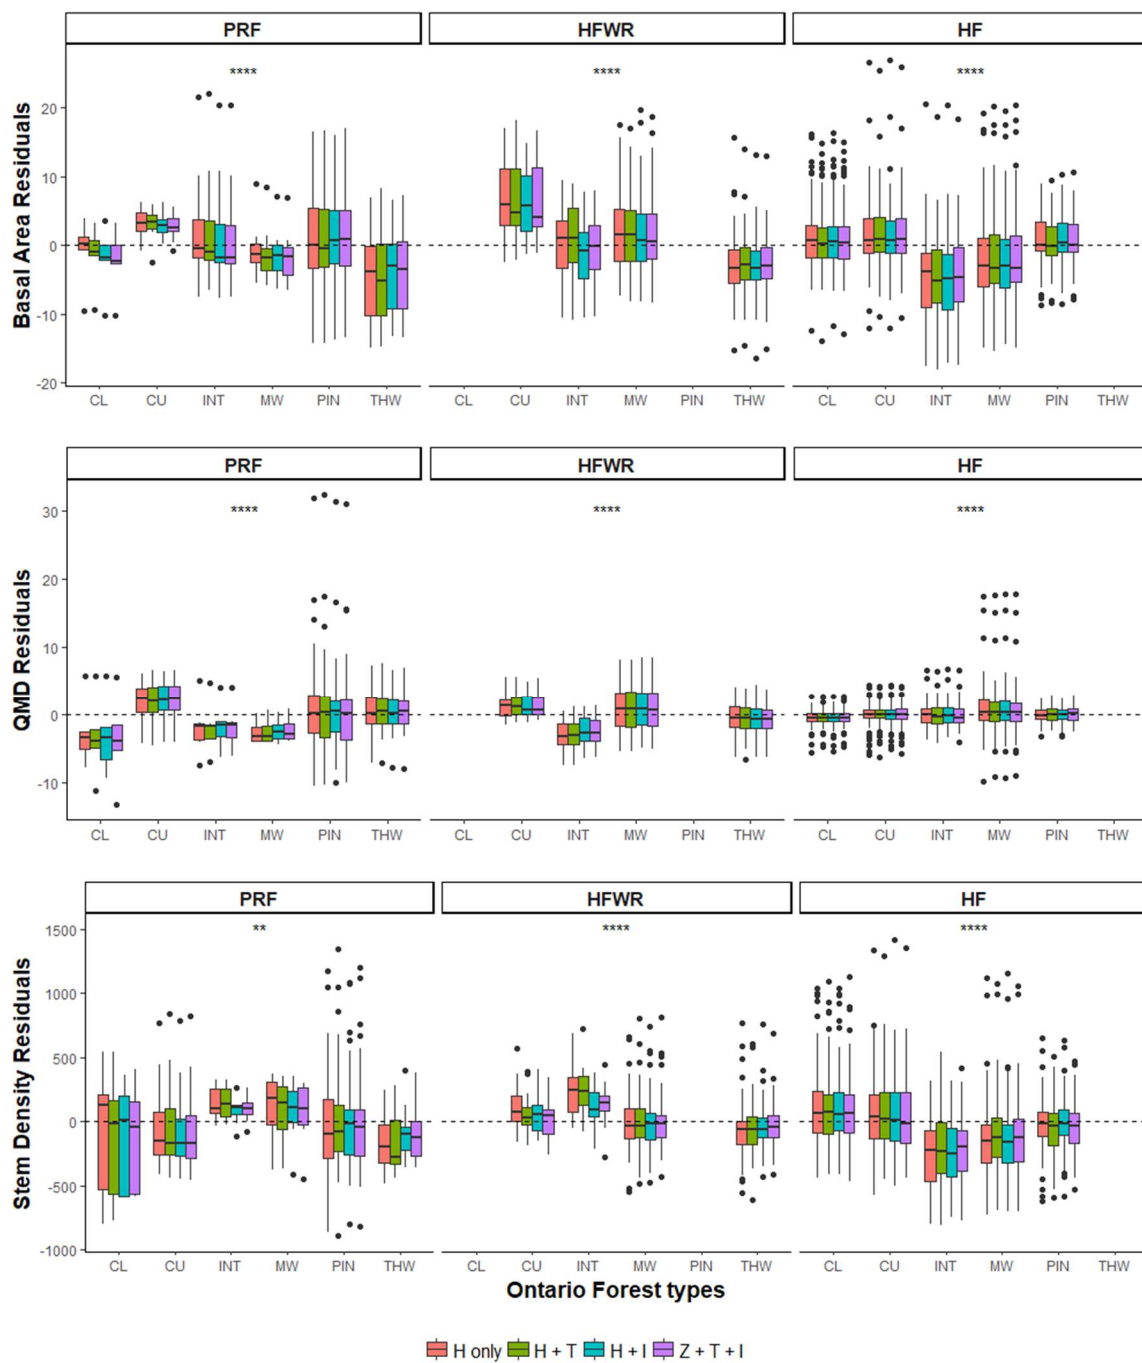 PRF HFWR HF
**** **** ****
Basal Area Residuals
20
10
0
-10
-20
CL CU INT MW PIN THW CL CU INT MW PIN THW CL CU INT MW PIN THW
PRF HFWR HF
**** **** ****
QMD Residuals
30
20
10
0
-10
CL CU INT MW PIN THW CL CU INT MW PIN THW CL CU INT MW PIN THW
PRF HFWR HF
** **** ****
Stem Density Residuals
1500
1000
500
0
-500
-1000
CL CU INT MW PIN THW CL CU INT MW PIN THW CL CU INT MW PIN THW
Ontario Forest types
H only H + T H + I Z + T + I